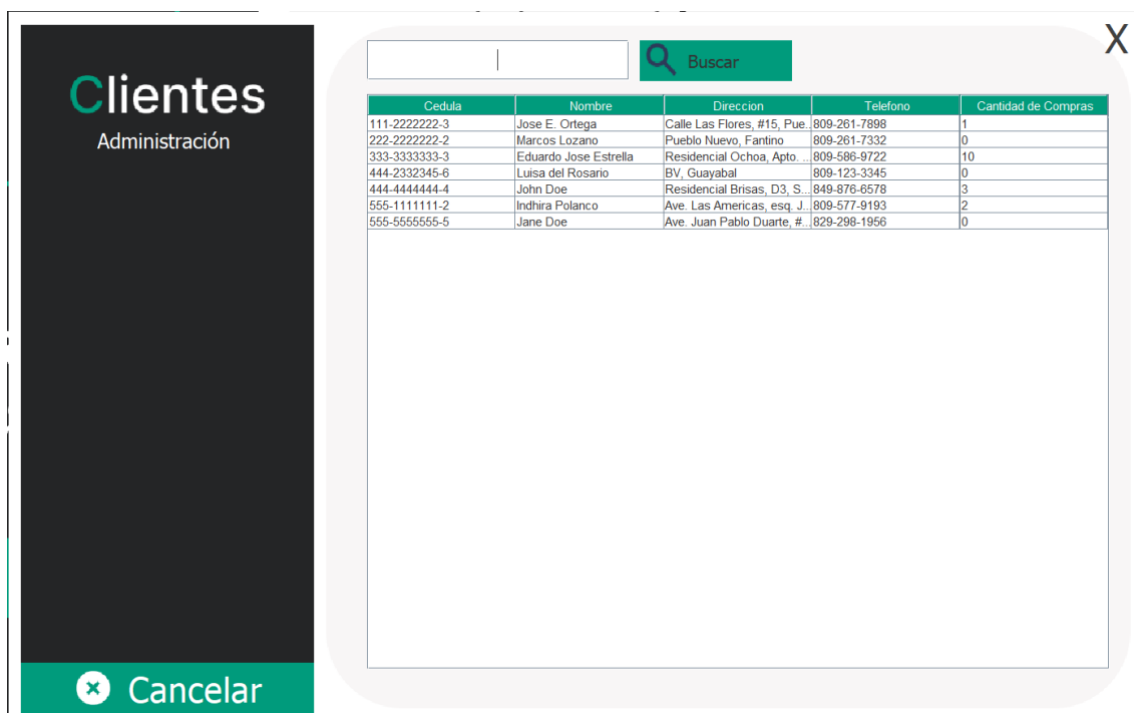 X
Clientes
Administración
Buscar
Cedula Nombre Direccion Telefono Cantidad de Compras
111-2222222-3 Jose E. Ortega Calle Las Flores, #15, Pue... 809-261-7898 1
222-2222222-2 Marcos Lozano Pueblo Nuevo, Fantino 809-261-7332 0
333-3333333-3 Eduardo Jose Estrella Residencial Ochoa, Apto. ... 809-586-9722 10
444-2332345-6 Luisa del Rosario BV, Guayabal 809-123-3345 0
444-4444444-4 John Doe Residencial Brisas, D3, S... 849-876-6578 3
555-1111111-2 Indhira Polanco Ave. Las Americas, esq. J... 809-577-9193 2
555-5555555-5 Jane Doe Ave. Juan Pablo Duarte, #... 829-298-1956 0
Cancelar